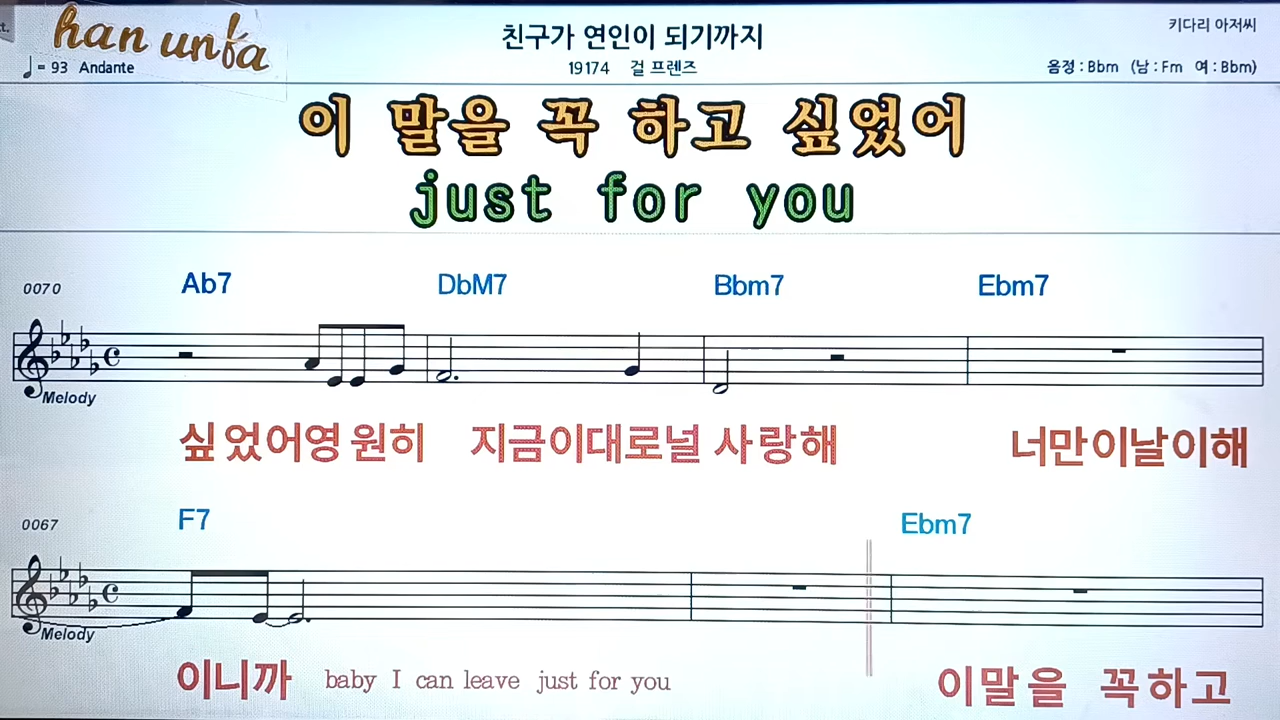 t.
han un fa
친구가 연인이 되기까지
키다리 아저씨
♩= 93 Andante
19174 걸 프렌즈
음정 : Bbm (남 : Fm 여 : Bbm)
이 말을 꼭 하고 싶었어
just for you
0070 Ab7 DbM7 Bbm7 Ebm7
Melody
싶었어영원히 지금이대로널 사랑해 너만이날이해
0067 F7 Ebm7
Melody
이니까 baby I can leave just for you 이말을 꼭하고